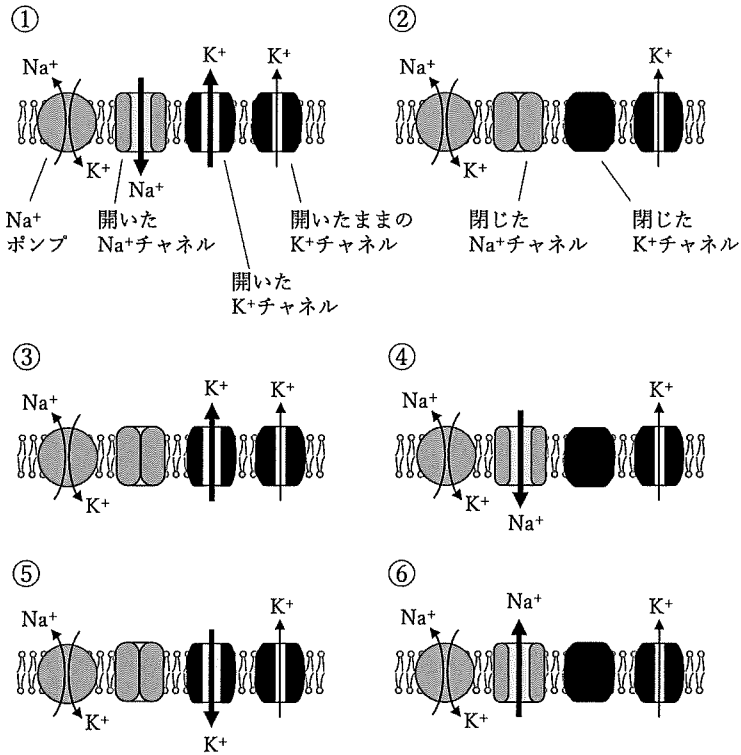 ① ②
Na⁺ K⁺ K⁺ Na⁺ K⁺
K⁺ Na⁺ K⁺
Na⁺
ポンプ
開いた
Na⁺チャネル
開いた
K⁺チャネル
開いたままの
K⁺チャネル
閉じた
Na⁺チャネル
閉じた
K⁺チャネル
③ ④
Na⁺ K⁺ K⁺ Na⁺ K⁺
K⁺ K⁺ Na⁺
⑤ ⑥
Na⁺ K⁺ Na⁺ Na⁺ K⁺
K⁺ K⁺ K⁺